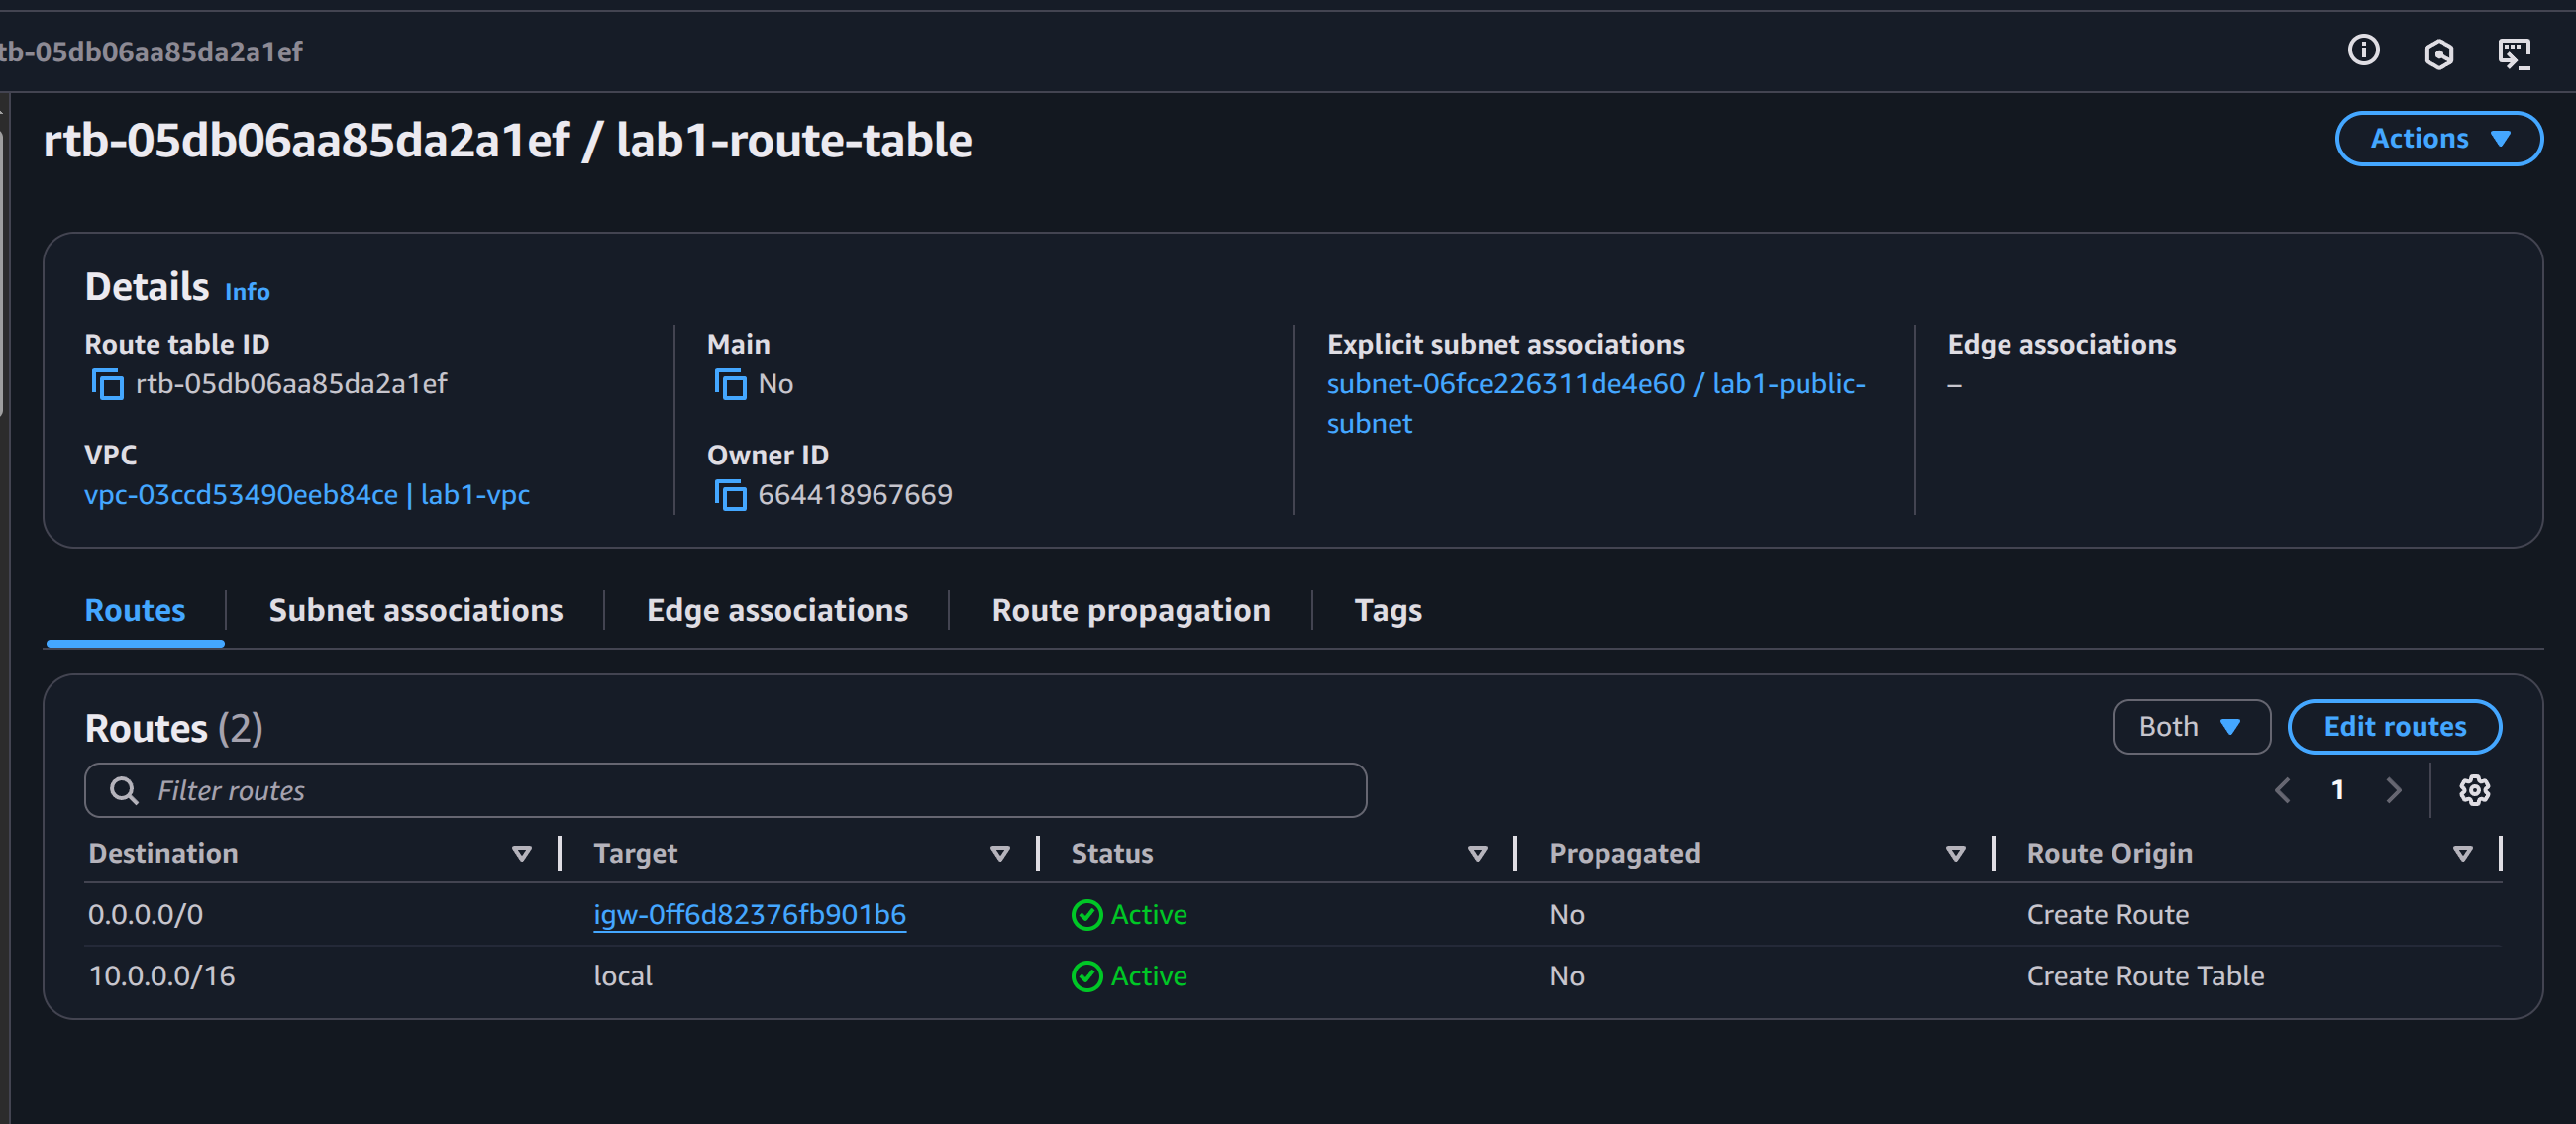 tb-05db06aa85da2a1ef
rtb-05db06aa85da2a1ef / lab1-route-table
Actions
Details Info
Route table ID
rtb-05db06aa85da2a1ef
Main
No
Explicit subnet associations
subnet-06fce226311de4e60 / lab1-public-
subnet
Edge associations
–
VPC
vpc-03ccd53490eeb84ce | lab1-vpc
Owner ID
664418967669
Routes
Subnet associations
Edge associations
Route propagation
Tags
Routes (2)
Both
Edit routes
Filter routes
1
Destination Target Status Propagated Route Origin
0.0.0.0/0 igw-0ff6d82376fb901b6 Active No Create Route
10.0.0.0/16 local Active No Create Route Table